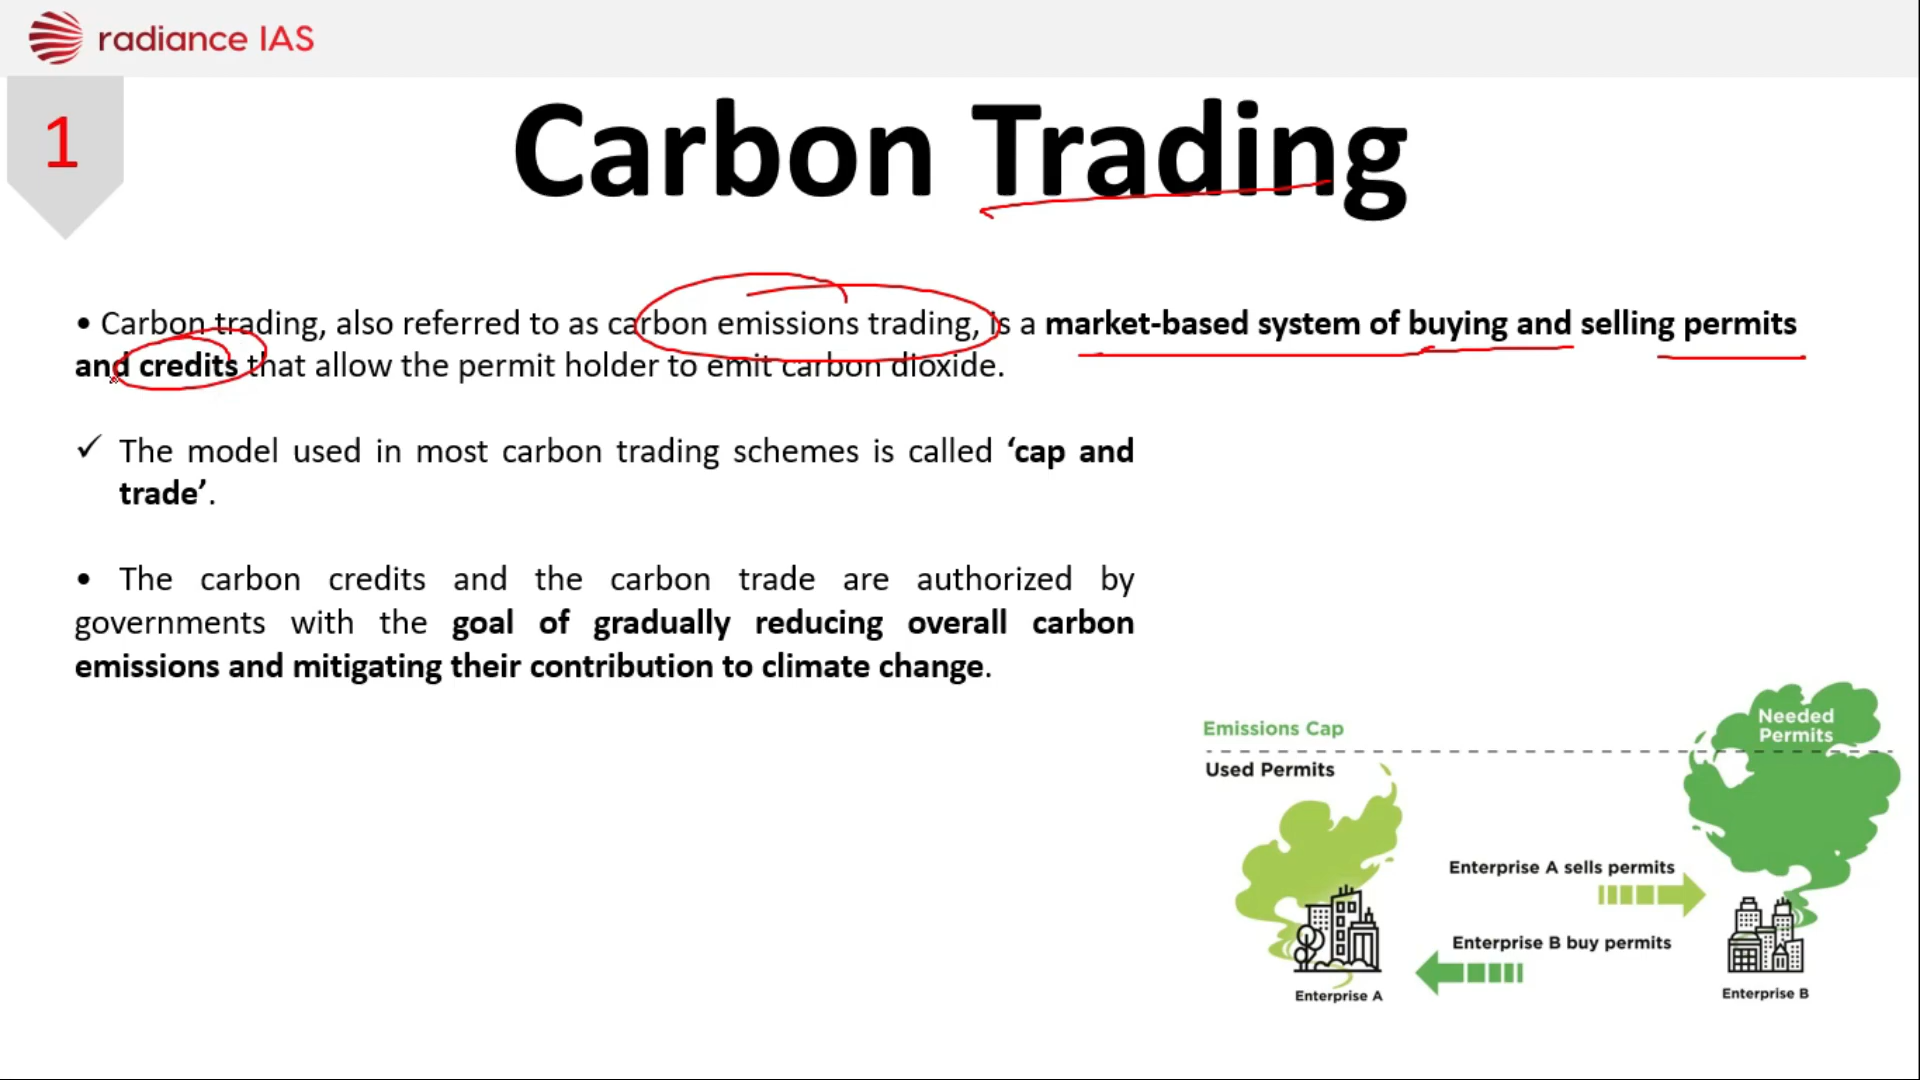 radiance IAS
1
Carbon Trading
• Carbon trading, also referred to as carbon emissions trading, is a market-based system of buying and selling permits
and credits that allow the permit holder to emit carbon dioxide.
✓ The model used in most carbon trading schemes is called ‘cap and
trade’.
• The carbon credits and the carbon trade are authorized by
governments with the goal of gradually reducing overall carbon
emissions and mitigating their contribution to climate change.
Emissions Cap
Needed
Permits
Used Permits
Enterprise A sells permits
Enterprise B buy permits
Enterprise A
Enterprise B